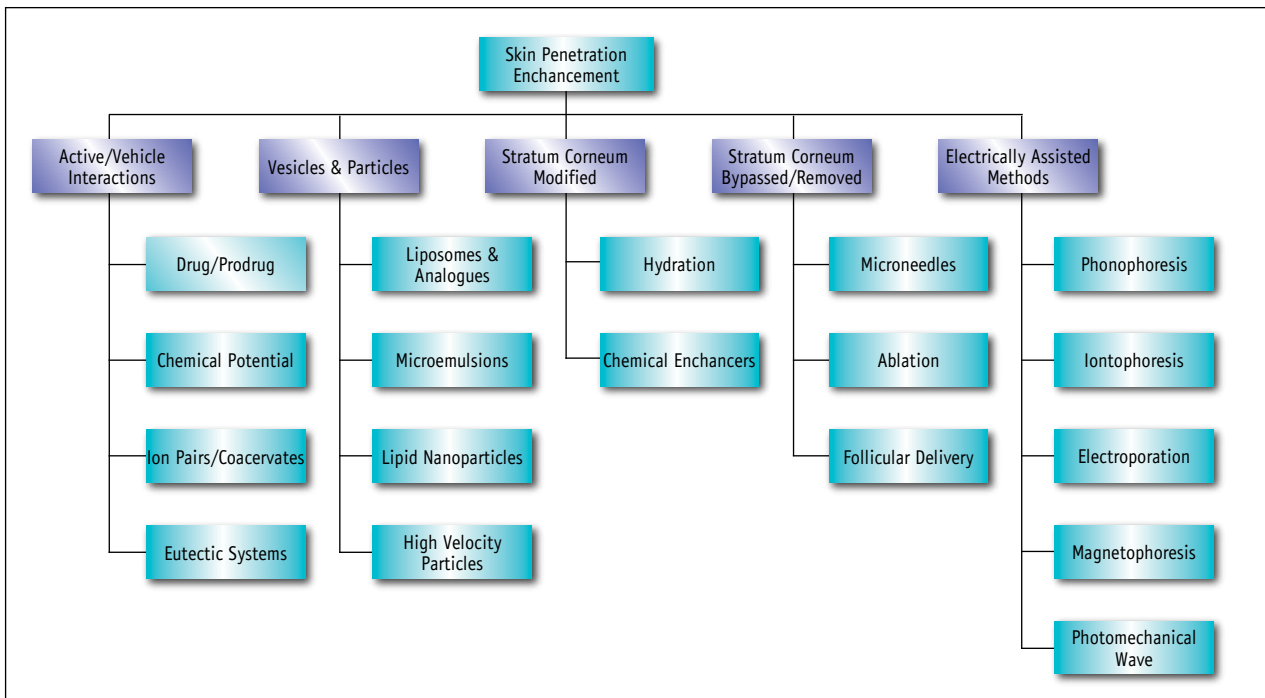 Skin Penetration
Enchancement
Active/Vehicle
Interactions
Vesicles & Particles
Stratum Corneum
Modified
Stratum Corneum
Bypassed/Removed
Electrically Assisted
Methods
Drug/Prodrug
Chemical Potential
Ion Pairs/Coacervates
Eutectic Systems
Liposomes &
Analogues
Microemulsions
Lipid Nanoparticles
High Velocity
Particles
Hydration
Chemical Enchancers
Microneedles
Ablation
Follicular Delivery
Phonophoresis
Iontophoresis
Electroporation
Magnetophoresis
Photomechanical
Wave